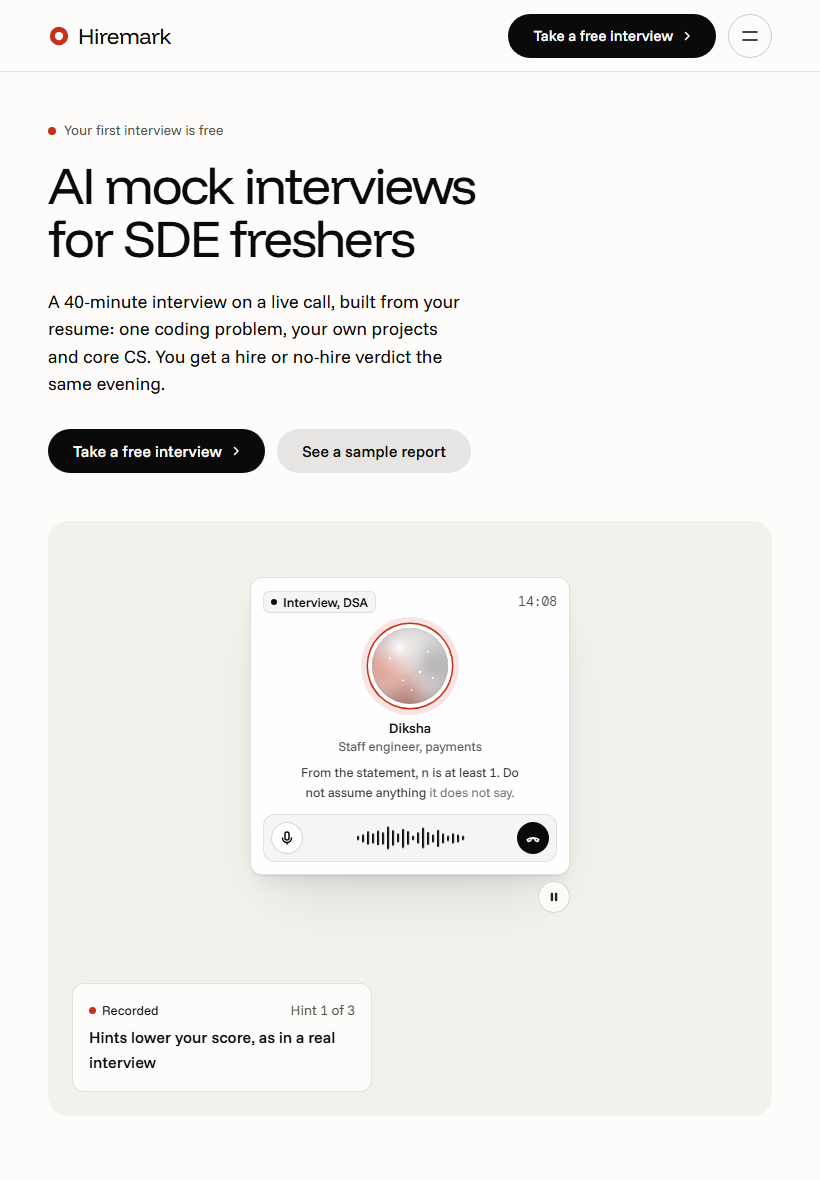 Hiremark
Take a free interview
Your first interview is free
AI mock interviews
for SDE freshers
A 40-minute interview on a live call, built from your
resume: one coding problem, your own projects
and core CS. You get a hire or no-hire verdict the
same evening.
Take a free interview
See a sample report
Interview, DSA
14:08
Diksha
Staff engineer, payments
From the statement, n is at least 1. Do
not assume anything it does not say.
Recorded
Hint 1 of 3
Hints lower your score, as in a real
interview